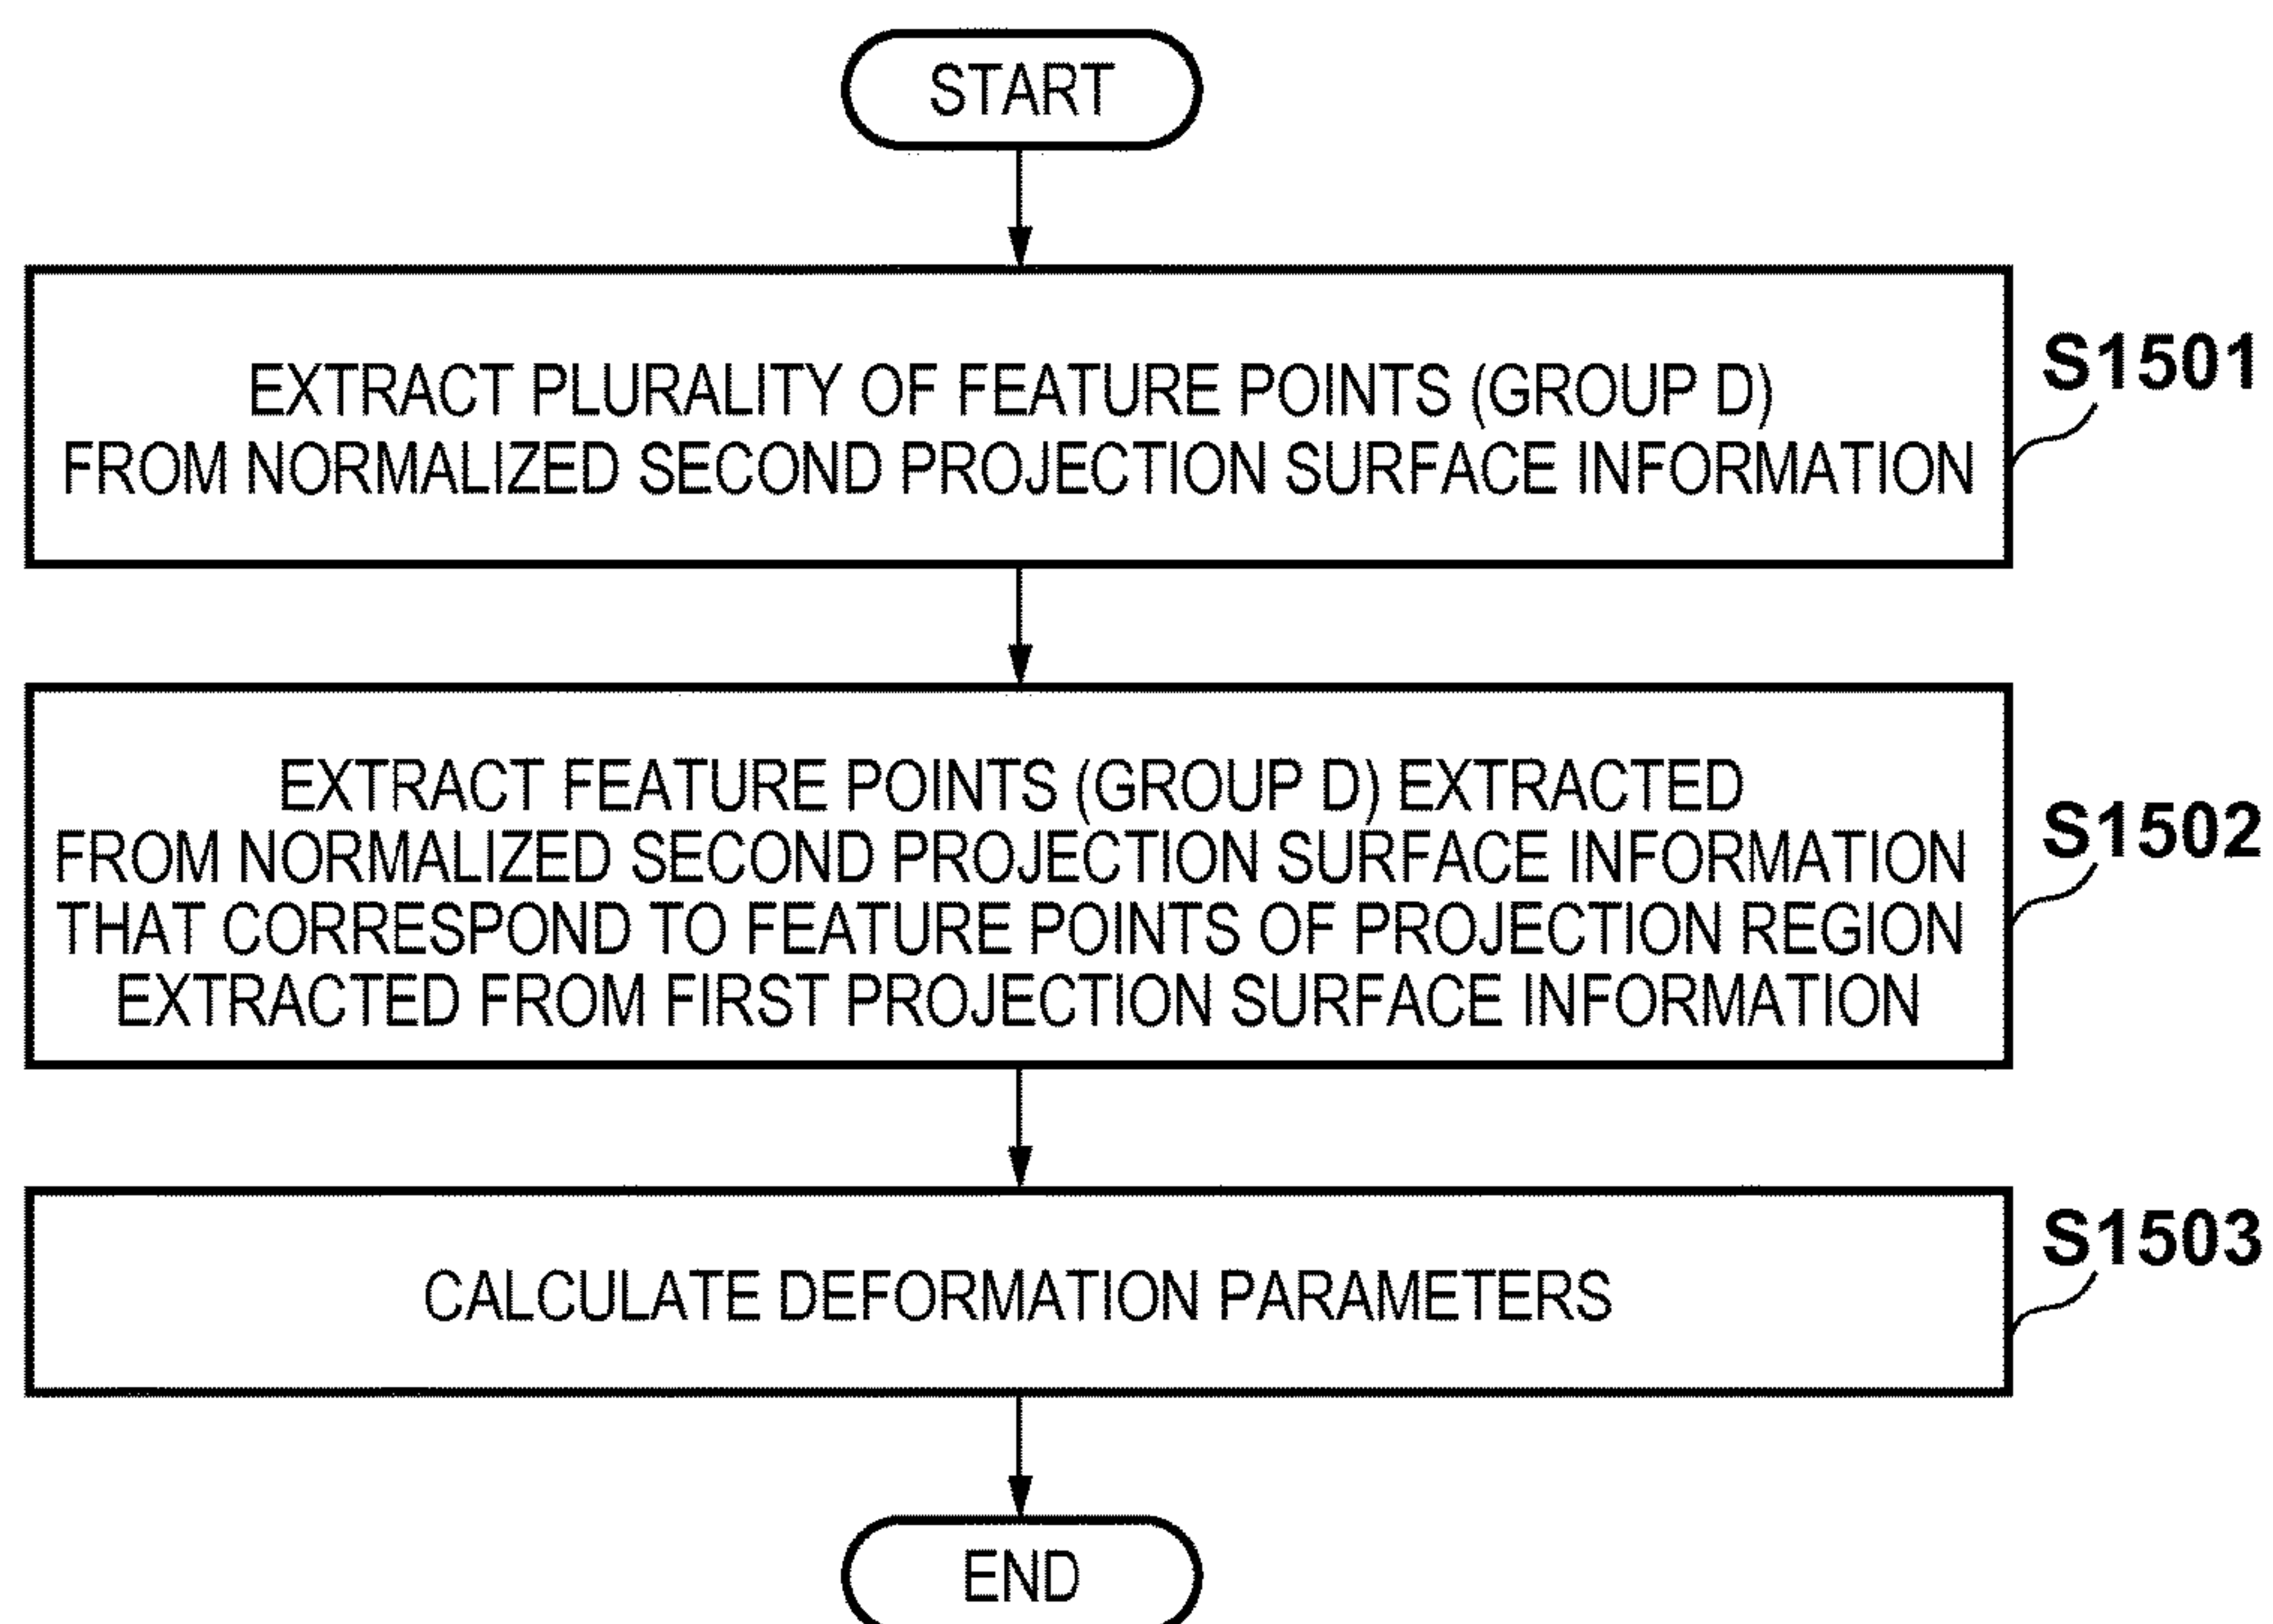 START
EXTRACT PLURALITY OF FEATURE POINTS (GROUP D)
FROM NORMALIZED SECOND PROJECTION SURFACE INFORMATION
S1501
EXTRACT FEATURE POINTS (GROUP D) EXTRACTED
FROM NORMALIZED SECOND PROJECTION SURFACE INFORMATION
THAT CORRESPOND TO FEATURE POINTS OF PROJECTION REGION
EXTRACTED FROM FIRST PROJECTION SURFACE INFORMATION
S1502
CALCULATE DEFORMATION PARAMETERS
S1503
END